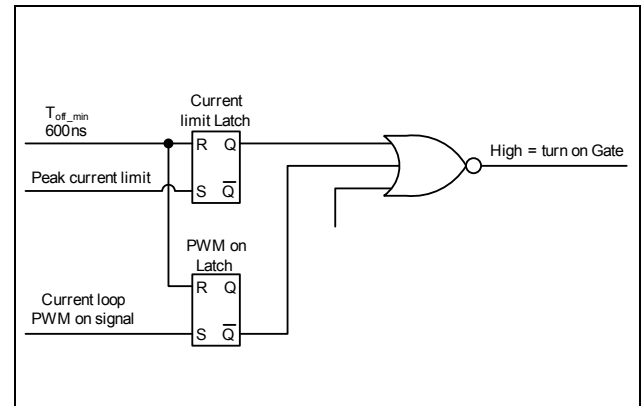 T_off_min
600ns
Current
limit Latch
R Q
High = turn on Gate
Peak current limit
S Q̅
PWM on
Latch
R Q
Current loop
PWM on signal
S Q̅